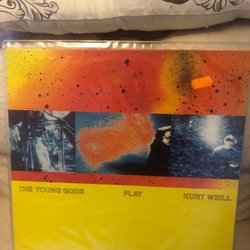 THE YOUNG GODS PLAY KURT WEILL